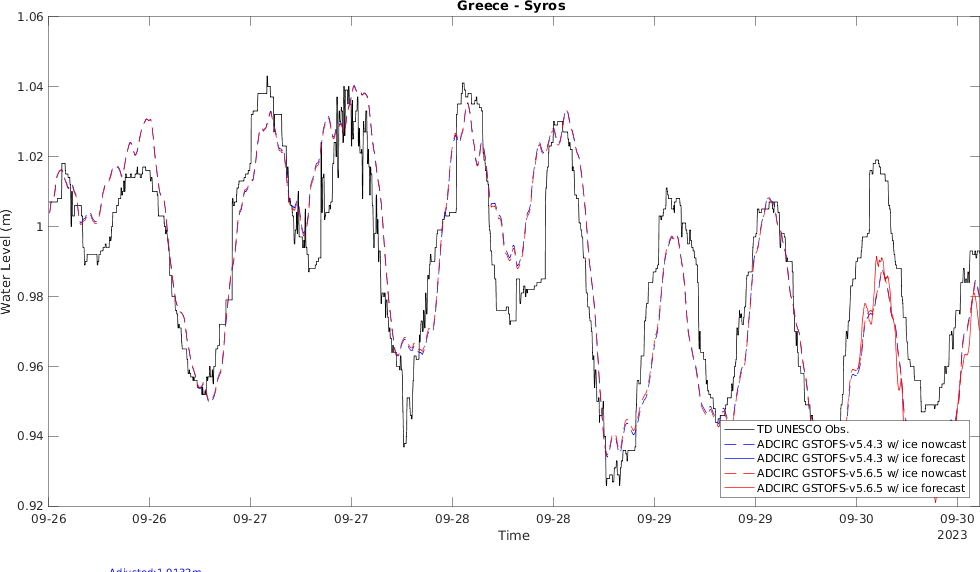 Greece - Syros
1.06
1.04
1.02
1
0.98
0.96
0.94
0.92
Water Level (m)
09-26
09-26
09-27
09-27
09-28
09-28
09-29
09-29
09-30
09-30
2023
Time
TD UNESCO Obs.
ADCIRC GSTOFS-v5.4.3 w/ ice nowcast
ADCIRC GSTOFS-v5.4.3 w/ ice forecast
ADCIRC GSTOFS-v5.6.5 w/ ice nowcast
ADCIRC GSTOFS-v5.6.5 w/ ice forecast
Adjusted:1.0132m